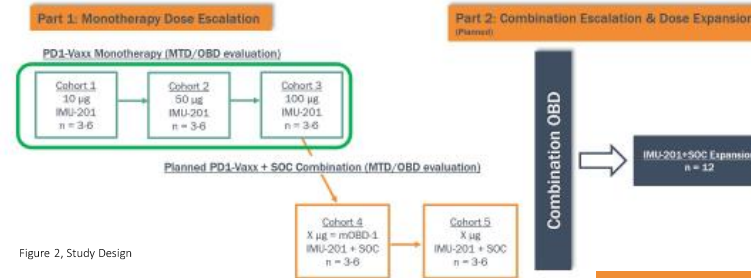 Part 1: Monotherapy Dose Escalation
Part 2: Combination Escalation & Dose Expansion
(Planned)
PD1-Vaxx Monotherapy (MTD/OBD evaluation)
Cohort 1
10 µg
IMU-201
n = 3-6
Cohort 2
50 µg
IMU-201
n = 3-6
Cohort 3
100 µg
IMU-201
n = 3-6
Planned PD1-Vaxx + SOC Combination (MTD/OBD evaluation)
Cohort 4
X µg = mOBD-1
IMU-201 + SOC
n = 3-6
Cohort 5
X µg
IMU-201 + SOC
n = 3-6
Combination OBD
IMU-201+SOC Expansion
n = 12
Figure 2, Study Design